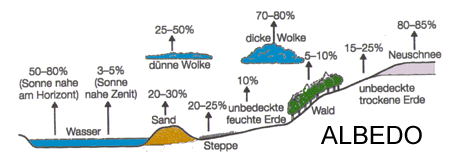 70–80%
dicke Wolke
80–85%
Neuschnee
25–50%
dünne Wolke
50–80%
(Sonne nahe
am Horizont)
3–5%
(Sonne
nahe Zenit)
Wasser
20–30%
Sand
20–25%
Steppe
10%
unbedeckte
feuchte Erde
5–10%
Wald
15–25%
unbedeckte
trockene Erde
ALBEDO